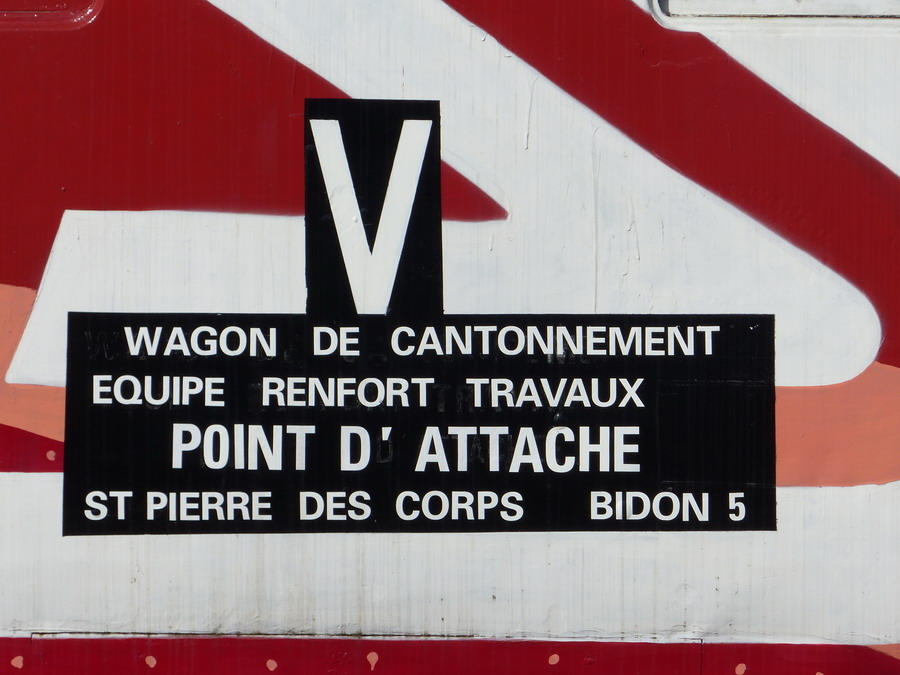 V
WAGON DE CANTONNEMENT
EQUIPE RENFORT TRAVAUX
POINT D' ATTACHE
ST PIERRE DES CORPS BIDON 5